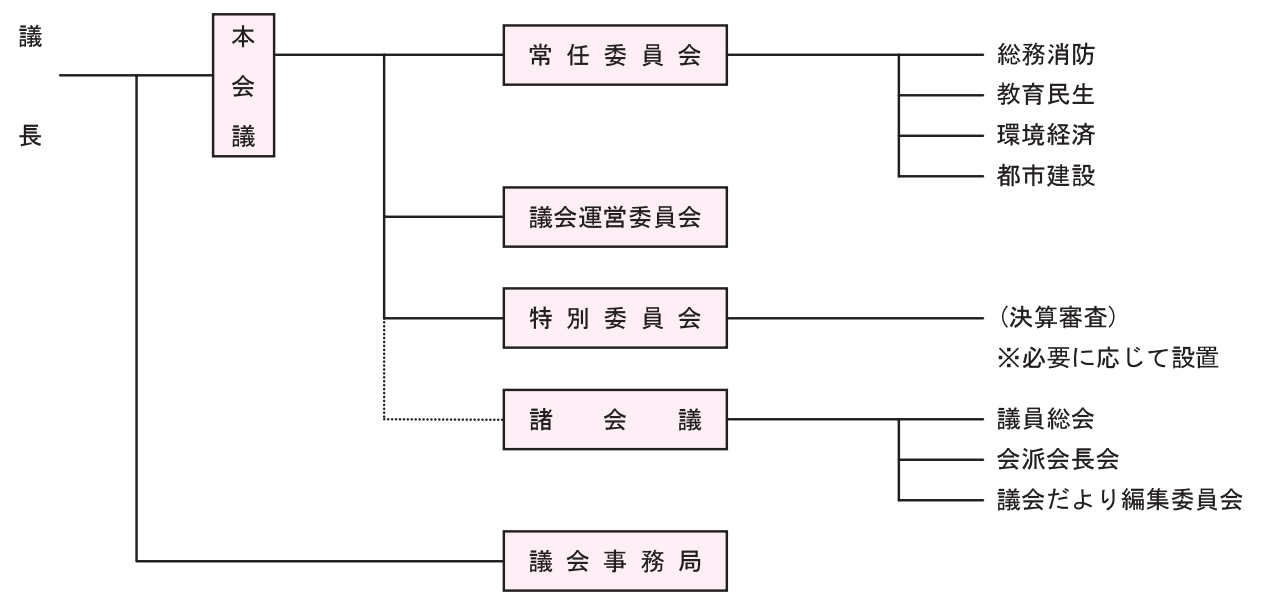 議長
本会議
常任委員会
総務消防
教育民生
環境経済
都市建設
議会運営委員会
特別委員会
(決算審査)
※必要に応じて設置
諸会議
議員総会
会派会長会
議会だより編集委員会
議会事務局